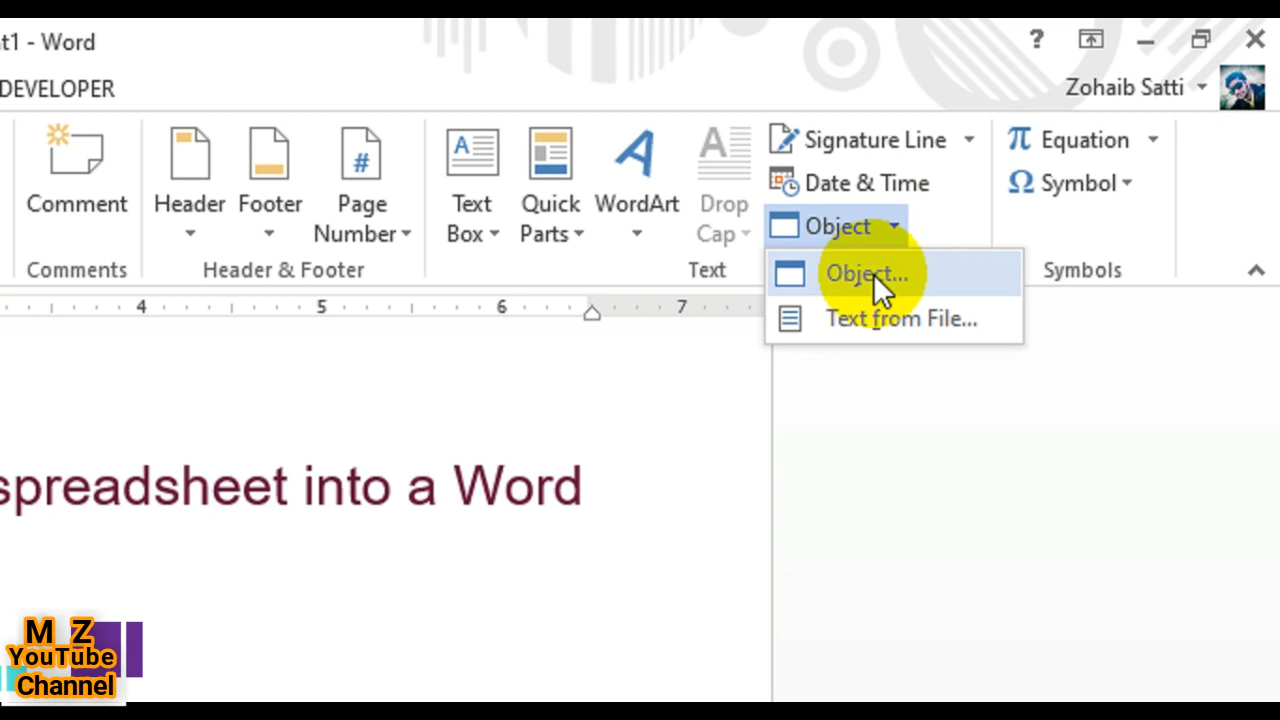 t1 - Word
?
DEVELOPER
Zohaib Satti
Comment
Header
Footer
Page
Number
#
Text
Box
A
Quick
Parts
WordArt
A
Drop
Cap
A
Signature Line
Date & Time
Object
π Equation
Ω Symbol
Comments
Header & Footer
Text
Symbols
Object...
Text from File...
4 5 6 7
spreadsheet into a Word
M Z
YouTube
Channel